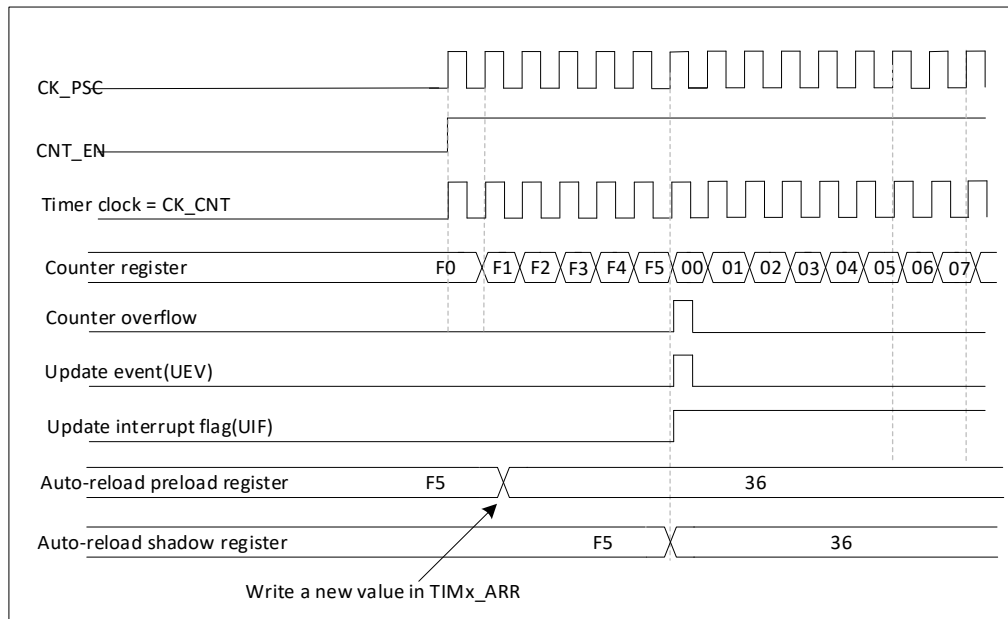 CK_PSC
CNT_EN
Timer clock = CK_CNT
Counter register F0 F1 F2 F3 F4 F5 00 01 02 03 04 05 06 07
Counter overflow
Update event(UEV)
Update interrupt flag(UIF)
Auto-reload preload register F5 36
Auto-reload shadow register F5 36
Write a new value in TIMx_ARR